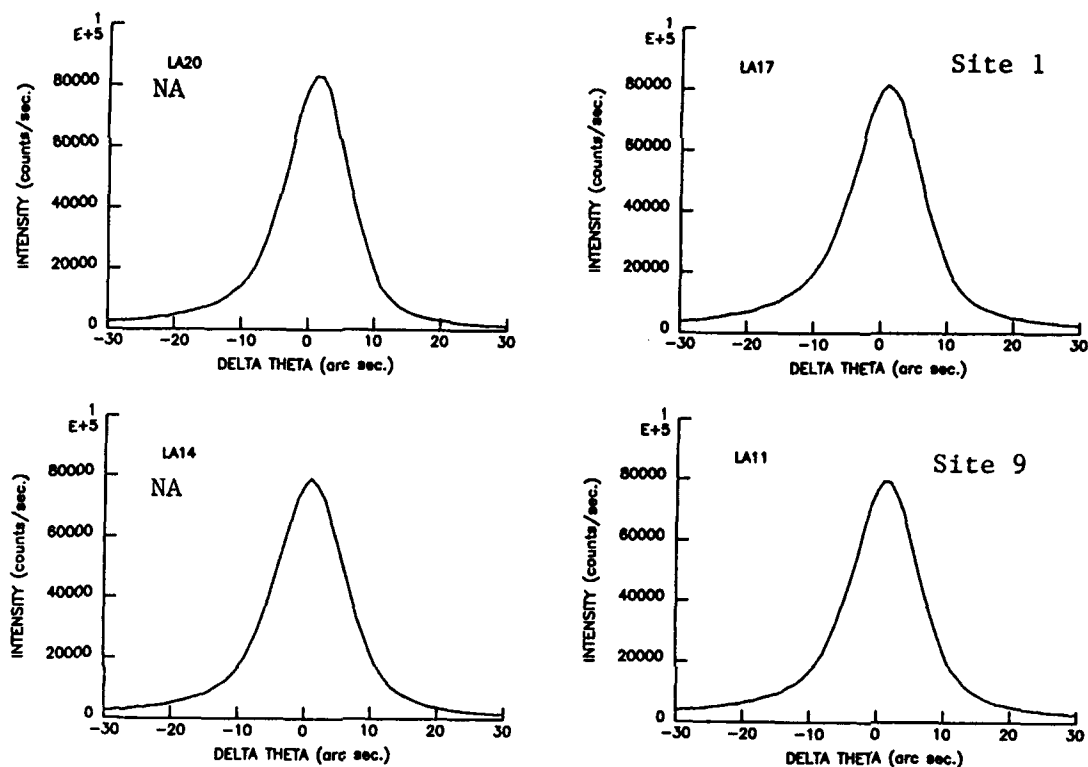 1
E+5
80000
60000
40000
20000
0
INTENSITY (counts/sec.)
LA20
NA
-30 -20 -10 0 10 20 30
DELTA THETA (arc sec.)
1
E+5
80000
60000
40000
20000
0
INTENSITY (counts/sec.)
LA17
Site 1
-30 -20 -10 0 10 20 30
DELTA THETA (arc sec.)
1
E+5
80000
60000
40000
20000
0
INTENSITY (counts/sec.)
LA14
NA
-30 -20 -10 0 10 20 30
DELTA THETA (arc sec.)
1
E+5
80000
60000
40000
20000
0
INTENSITY (counts/sec.)
LA11
Site 9
-30 -20 -10 0 10 20 30
DELTA THETA (arc sec.)